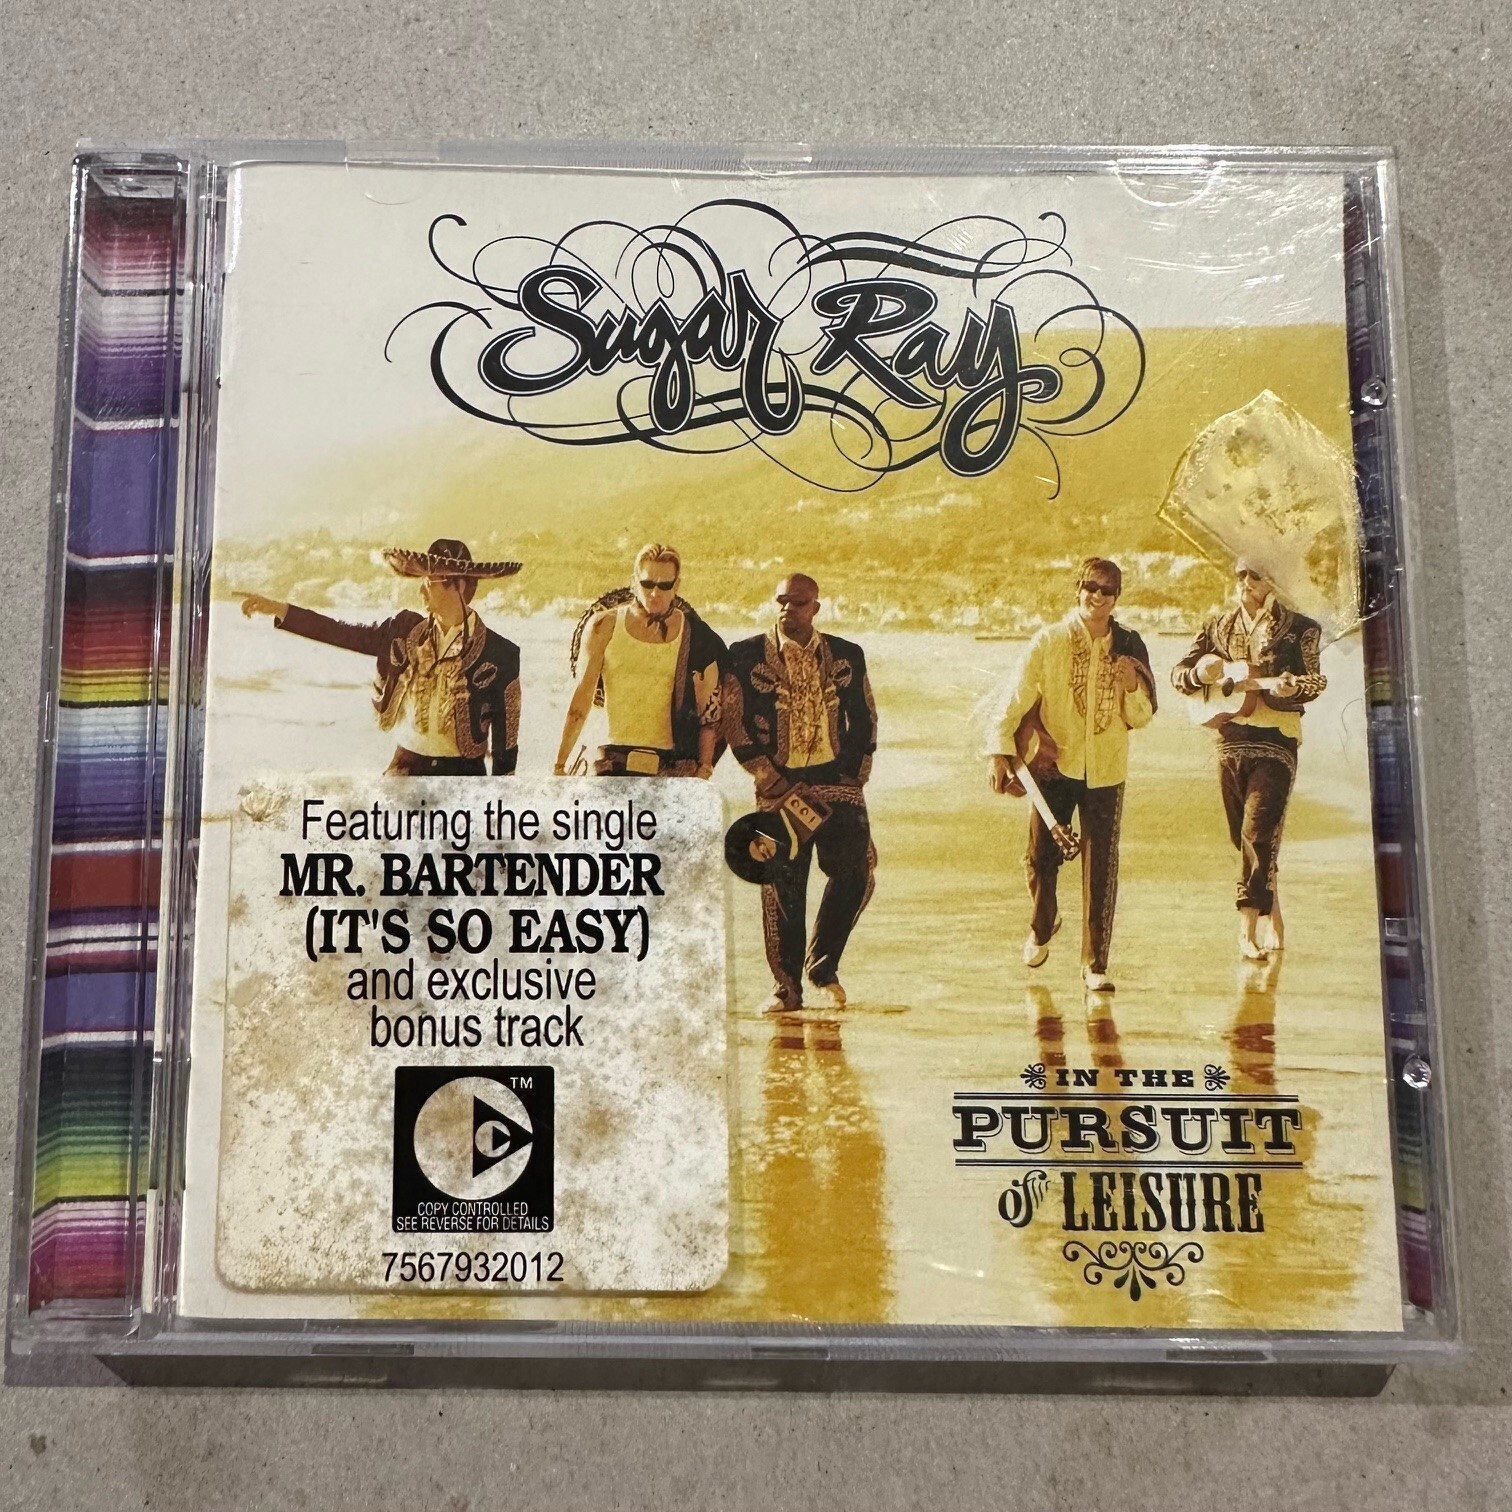 Sugar Ray
Featuring the single
MR. BARTENDER
(IT'S SO EASY)
and exclusive
bonus track
TM
COPY CONTROLLED
SEE REVERSE FOR DETAILS
7567932012
IN THE
PURSUIT
of LEISURE